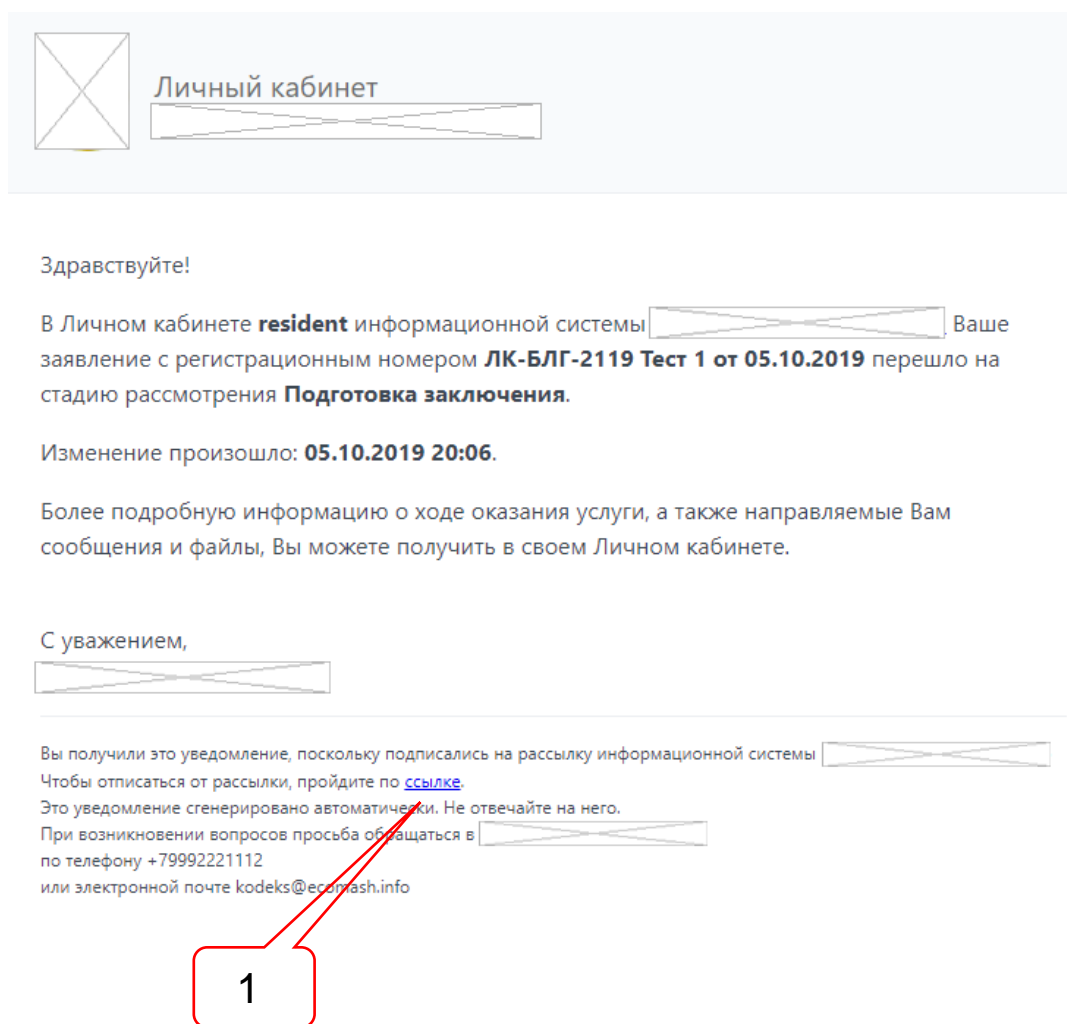 Личный кабинет
Здравствуйте!
В Личном кабинете resident информационной системы . Ваше
заявление с регистрационным номером ЛК-БЛГ-2119 Тест 1 от 05.10.2019 перешло на
стадию рассмотрения Подготовка заключения.
Изменение произошло: 05.10.2019 20:06.
Более подробную информацию о ходе оказания услуги, а также направляемые Вам
сообщения и файлы, Вы можете получить в своем Личном кабинете.
С уважением,
Вы получили это уведомление, поскольку подписались на рассылку информационной системы
Чтобы отписаться от рассылки, пройдите по ссылке.
Это уведомление сгенерировано автоматически. Не отвечайте на него.
При возникновении вопросов просьба обращаться в
по телефону +79992221112
или электронной почте kodeks@ecomash.info
1